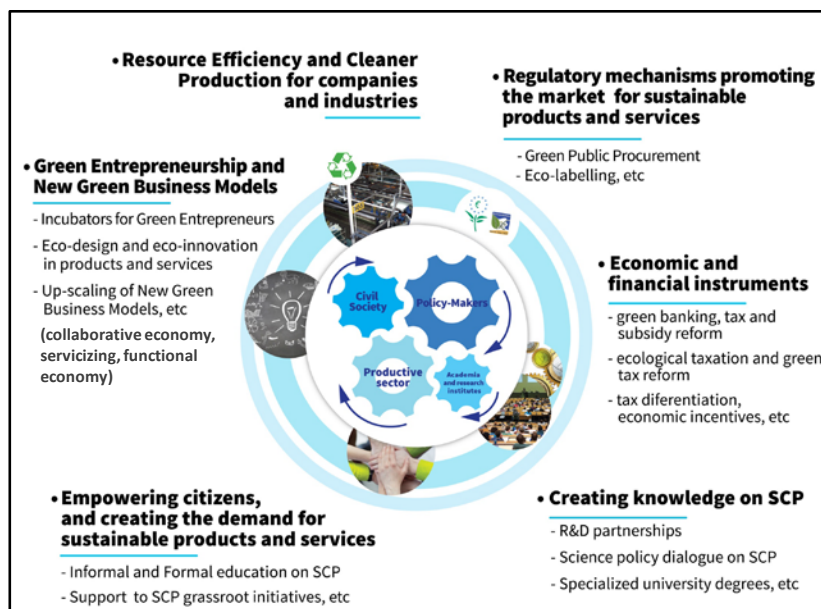 • Resource Efficiency and Cleaner
Production for companies
and industries
• Regulatory mechanisms promoting
the market for sustainable
products and services
- Green Public Procurement
- Eco-labelling, etc
• Green Entrepreneurship and
New Green Business Models
- Incubators for Green Entrepreneurs
- Eco-design and eco-innovation
in products and services
- Up-scaling of New Green
Business Models, etc
(collaborative economy,
servicizing, functional
economy)
Civil
Society
Policy-Makers
Productive
sector
Academia
and research
institutes
• Economic and
financial instruments
- green banking, tax and
subsidy reform
- ecological taxation and green
tax reform
- tax diferentiation,
economic incentives, etc
• Empowering citizens,
and creating the demand for
sustainable products and services
- Informal and Formal education on SCP
- Support to SCP grassroot initiatives, etc
• Creating knowledge on SCP
- R&D partnerships
- Science policy dialogue on SCP
- Specialized university degrees, etc